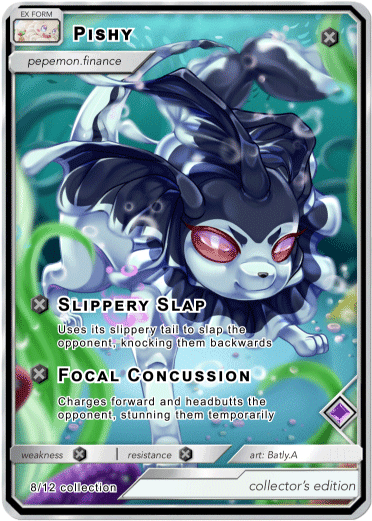 EX FORM
Pishy
pepemon.finance
Slippery Slap
Uses its slippery tail to slap the
opponent, knocking them backwards
Focal Concussion
Charges forward and headbutts the
opponent, stunning them temporarily
weakness
resistance
art: Batly.A
8/12 collection
collector's edition